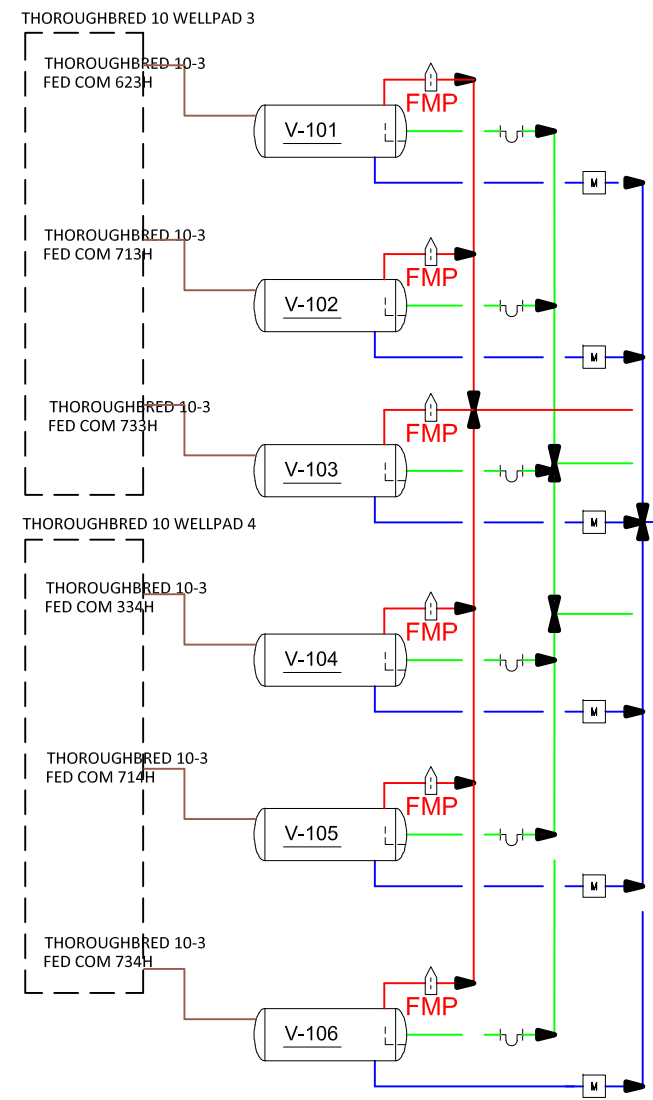 THOROUGHBRED 10 WELLPAD 3
THOROUGHBRED 10-3
FED COM 623H
V-101
FMP
M
THOROUGHBRED 10-3
FED COM 713H
V-102
FMP
M
THOROUGHBRED 10-3
FED COM 733H
V-103
FMP
M
THOROUGHBRED 10 WELLPAD 4
THOROUGHBRED 10-3
FED COM 334H
V-104
FMP
M
THOROUGHBRED 10-3
FED COM 714H
V-105
FMP
M
THOROUGHBRED 10-3
FED COM 734H
V-106
FMP
M